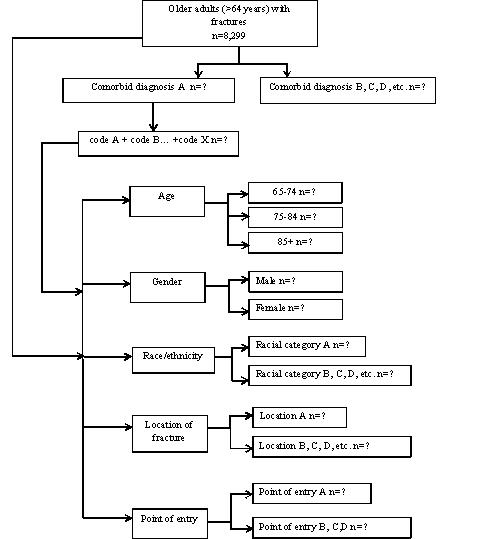 Older adults (>64 years) with
fractures
n=8,299
Comorbid diagnosis A n=?
Comorbid diagnosis B, C, D, etc. n=?
code A + code B... +code X n=?
Age
65-74 n=?
75-84 n=?
85+ n=?
Gender
Male n=?
Female n=?
Race/ethnicity
Racial category A n=?
Racial category B, C, D, etc. n=?
Location of
fracture
Location A n=?
Location B, C, D, etc. n=?
Point of entry
Point of entry A n=?
Point of entry B, C,D n=?